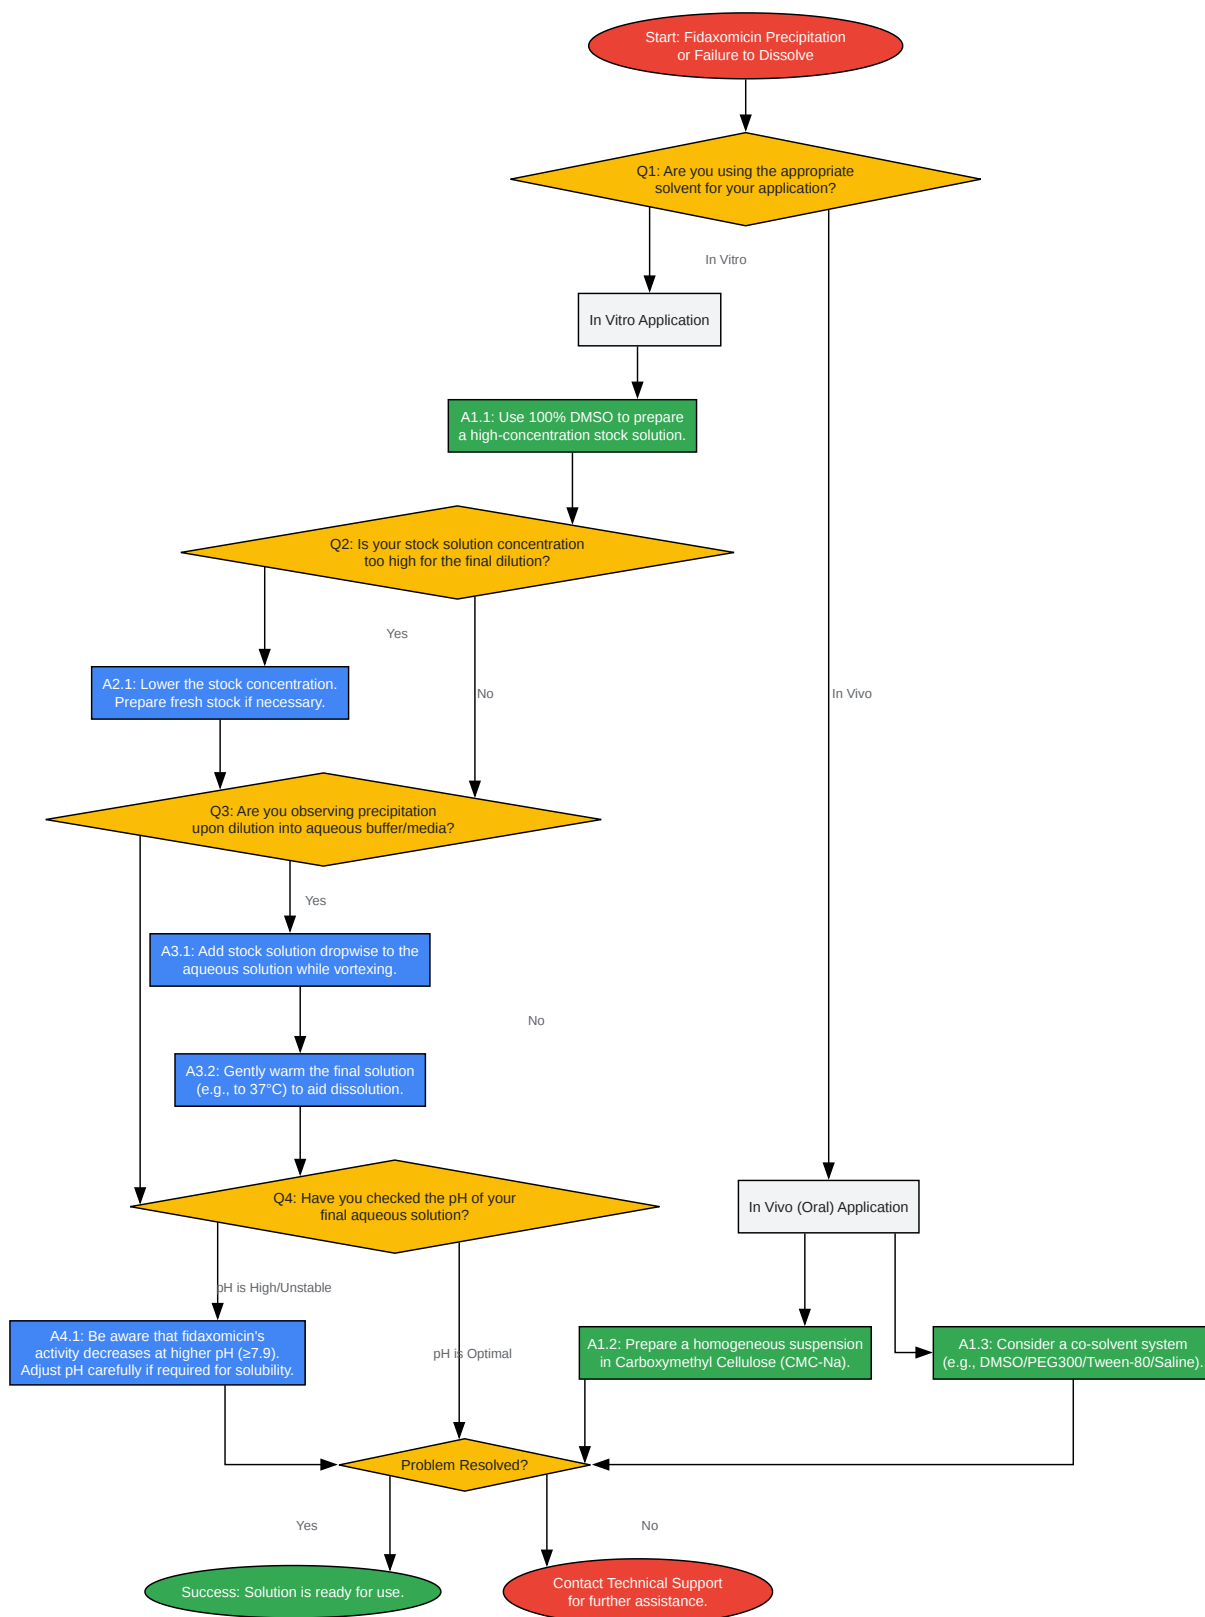 Start: Fidaxomicin Precipitation
or Failure to Dissolve
Q1: Are you using the appropriate
solvent for your application?
In Vitro
In Vitro Application
A1.1: Use 100% DMSO to prepare
a high-concentration stock solution.
Q2: Is your stock solution concentration
too high for the final dilution?
Yes
A2.1: Lower the stock concentration.
Prepare fresh stock if necessary.
No
In Vivo
Q3: Are you observing precipitation
upon dilution into aqueous buffer/media?
Yes
A3.1: Add stock solution dropwise to the
aqueous solution while vortexing.
No
A3.2: Gently warm the final solution
(e.g., to 37°C) to aid dissolution.
Q4: Have you checked the pH of your
final aqueous solution?
In Vivo (Oral) Application
pH is High/Unstable
A4.1: Be aware that fidaxomicin's
activity decreases at higher pH (≥7.9).
Adjust pH carefully if required for solubility.
pH is Optimal
A1.2: Prepare a homogeneous suspension
in Carboxymethyl Cellulose (CMC-Na).
A1.3: Consider a co-solvent system
(e.g., DMSO/PEG300/Tween-80/Saline).
Problem Resolved?
Yes
No
Success: Solution is ready for use.
Contact Technical Support
for further assistance.